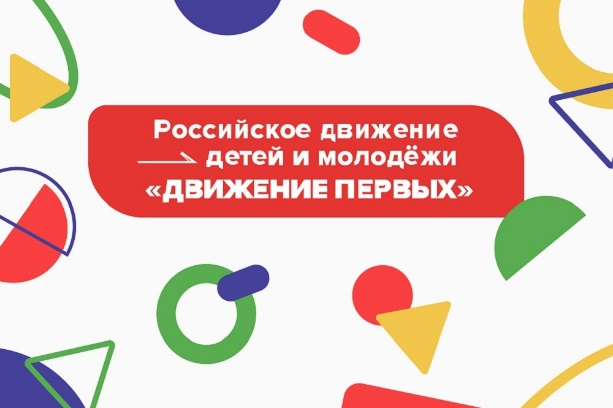 Российское движение
детей и молодёжи
«ДВИЖЕНИЕ ПЕРВЫХ»